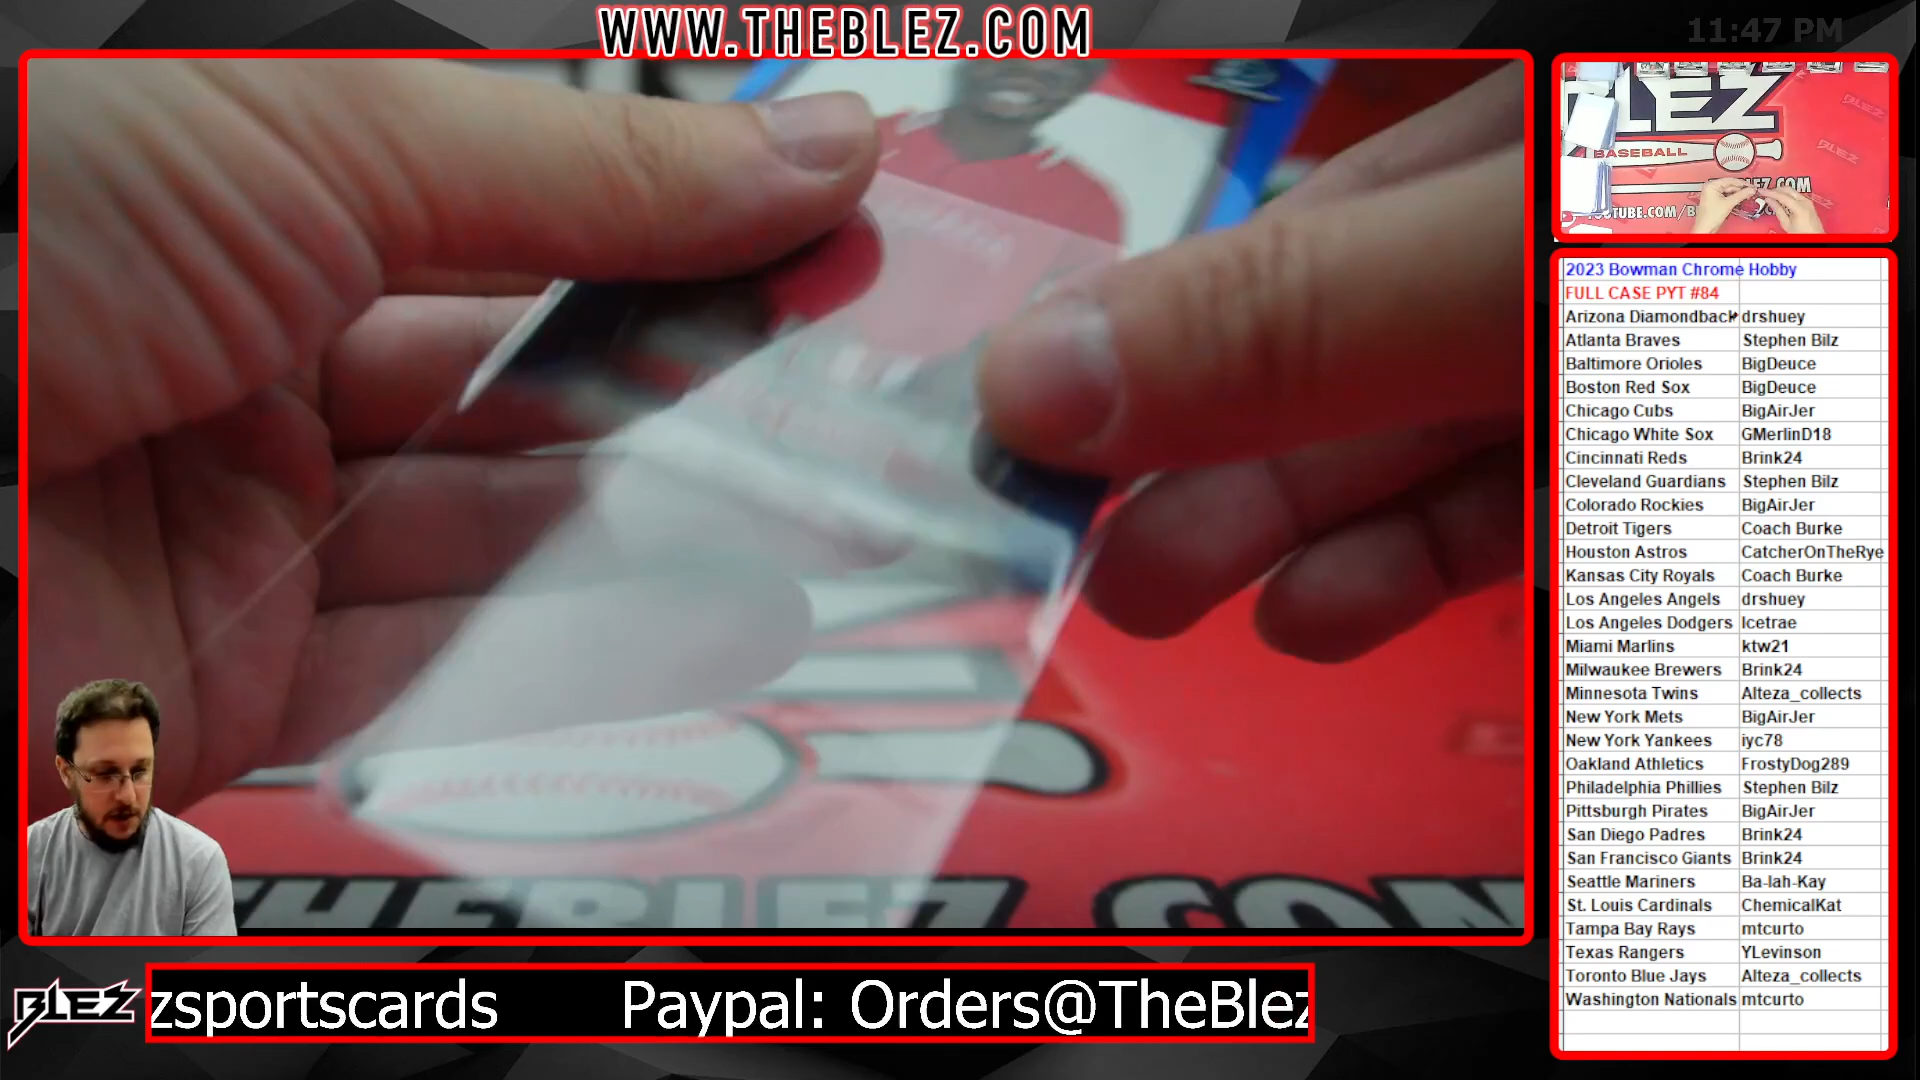 WWW.THEBLEZ.COM
11:47 PM
BLEZ
BASEBALL
BLEZ
BLEZ
2023 Bowman Chrome Hobby
FULL CASE PYT #84
Arizona Diamondback drshuey
Atlanta Braves Stephen Bilz
Baltimore Orioles BigDeuce
Boston Red Sox BigDeuce
Chicago Cubs BigAirJer
Chicago White Sox GMerlinD18
Cincinnati Reds Brink24
Cleveland Guardians Stephen Bilz
Colorado Rockies BigAirJer
Detroit Tigers Coach Burke
Houston Astros CatcherOnTheRye
Kansas City Royals Coach Burke
Los Angeles Angels drshuey
Los Angeles Dodgers Icetrae
Miami Marlins ktw21
Milwaukee Brewers Brink24
Minnesota Twins Alteza_collects
New York Mets BigAirJer
New York Yankees iyc78
Oakland Athletics FrostyDog289
Philadelphia Phillies Stephen Bilz
Pittsburgh Pirates BigAirJer
San Diego Padres Brink24
San Francisco Giants Brink24
Seattle Mariners Ba-lah-Kay
St. Louis Cardinals ChemicalKat
Tampa Bay Rays mtcurto
Texas Rangers YLevinson
Toronto Blue Jays Alteza_collects
Washington Nationals mtcurto
THEBLEZ.COM
BLEZ
zsportscards Paypal: Orders@TheBlez